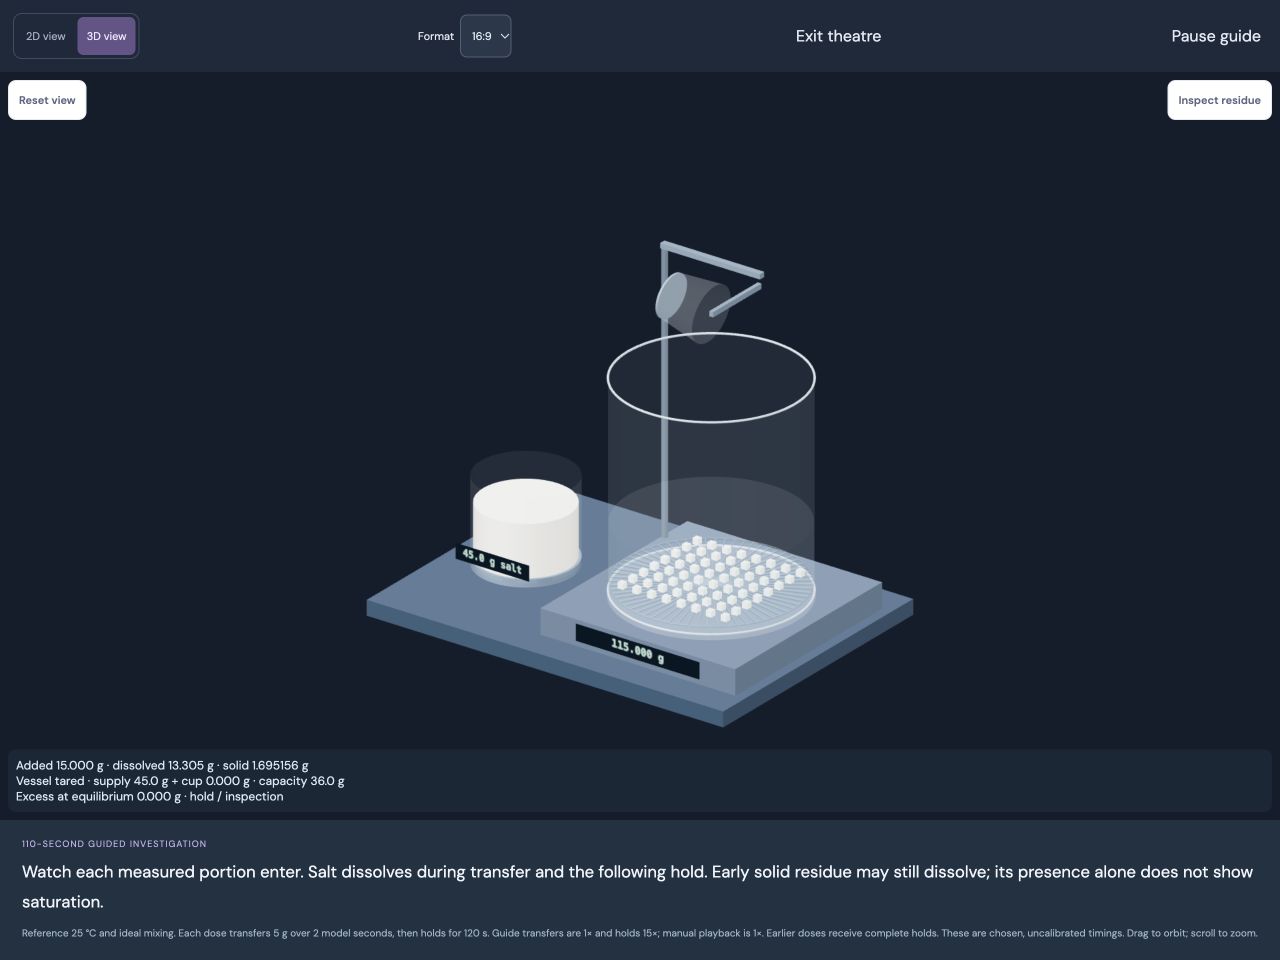 2D view
3D view
Format
16:9
Exit theatre
Pause guide
Reset view
Inspect residue
45.0 g salt
115.000 g
Added 15.000 g · dissolved 13.305 g · solid 1.695156 g
Vessel tared · supply 45.0 g + cup 0.000 g · capacity 36.0 g
Excess at equilibrium 0.000 g · hold / inspection
110-SECOND GUIDED INVESTIGATION
Watch each measured portion enter. Salt dissolves during transfer and the following hold. Early solid residue may still dissolve; its presence alone does not show
saturation.
Reference 25 °C and ideal mixing. Each dose transfers 5 g over 2 model seconds, then holds for 120 s. Guide transfers are 1× and holds 15×; manual playback is 1×. Earlier doses receive complete holds. These are chosen, uncalibrated timings. Drag to orbit; scroll to zoom.